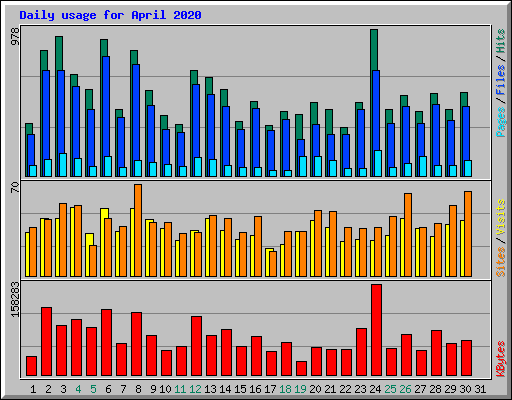 Daily usage for April 2020
978
Pages / Files / Hits
70
Sites / Visits
158283
KBytes
1 2 3 4 5 6 7 8 9 10 11 12 13 14 15 16 17 18 19 20 21 22 23 24 25 26 27 28 29 30 31